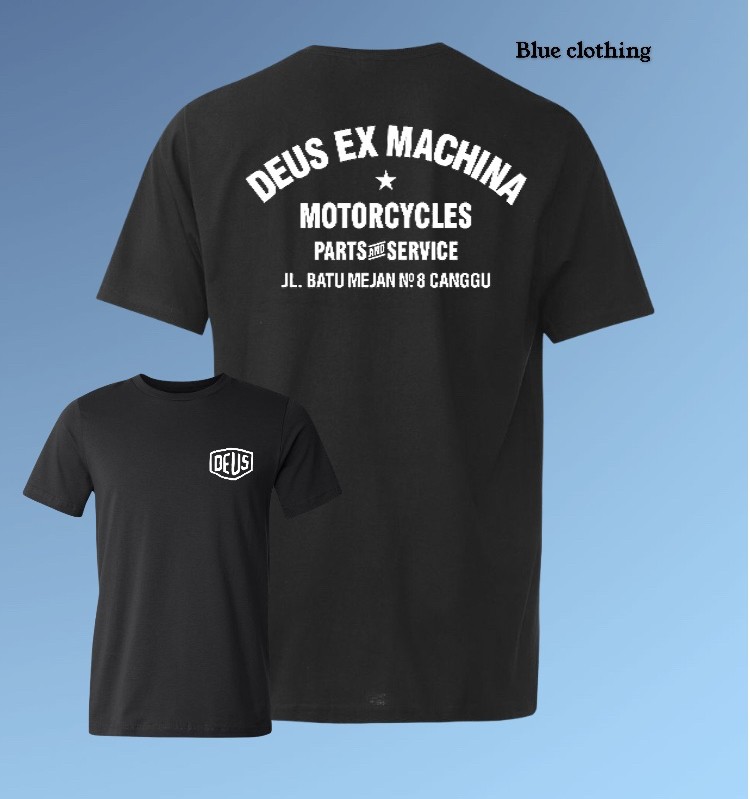 Blue clothing
DEUS EX MACHINA
MOTORCYCLES
PARTS AND SERVICE
JL. BATU MEJAN Nº 8 CANGGU
DEUS